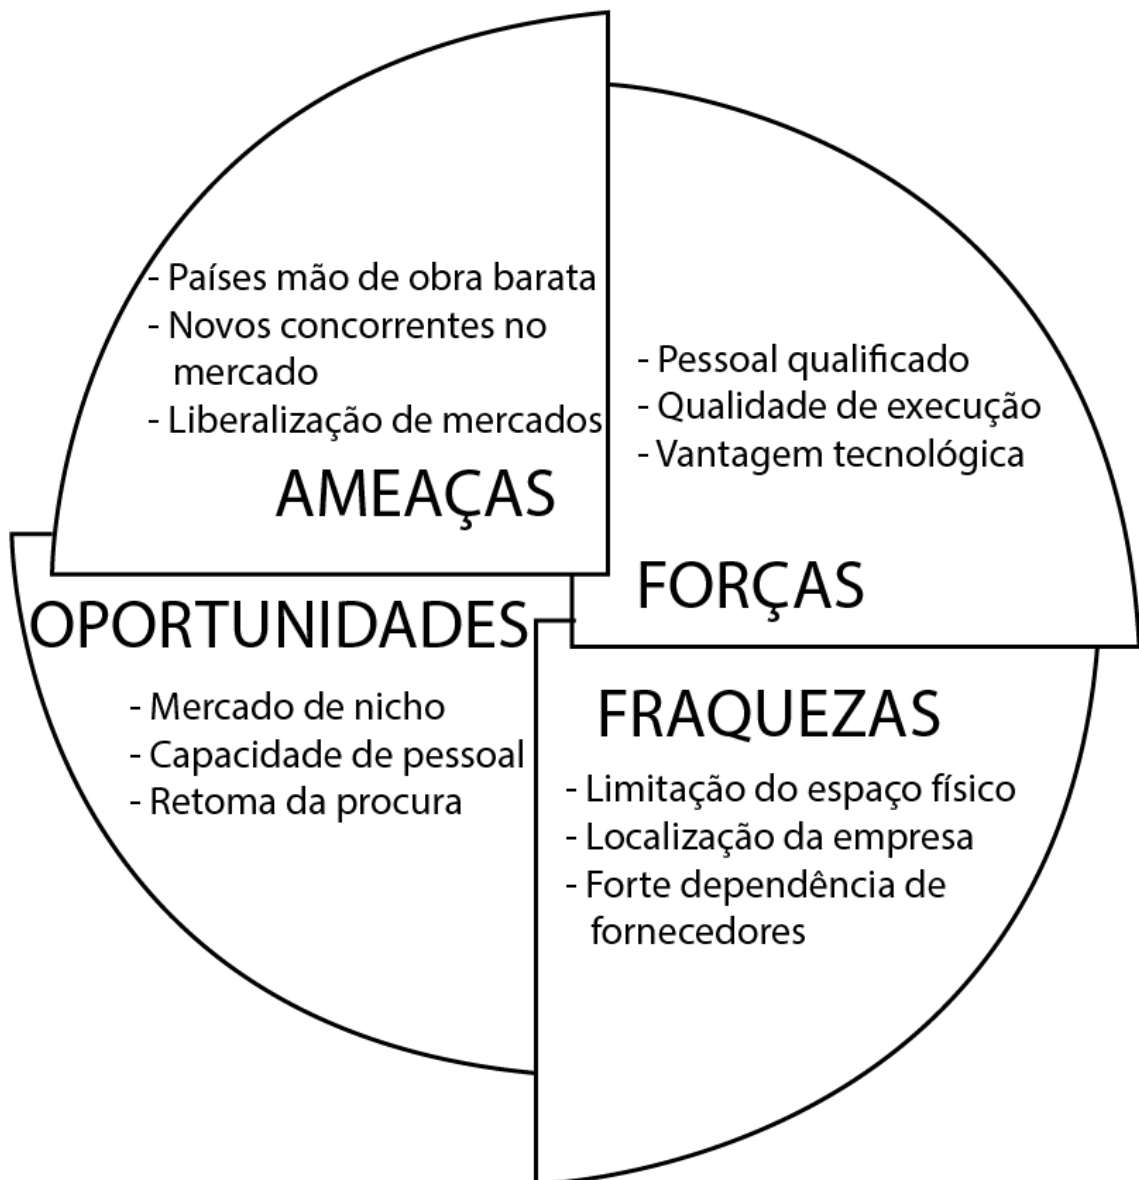 - Países mão de obra barata
- Novos concorrentes no
mercado
- Liberalização de mercados
AMEAÇAS
- Pessoal qualificado
- Qualidade de execução
- Vantagem tecnológica
FORÇAS
OPORTUNIDADES
- Mercado de nicho
- Capacidade de pessoal
- Retoma da procura
FRAQUEZAS
- Limitação do espaço físico
- Localização da empresa
- Forte dependência de
fornecedores